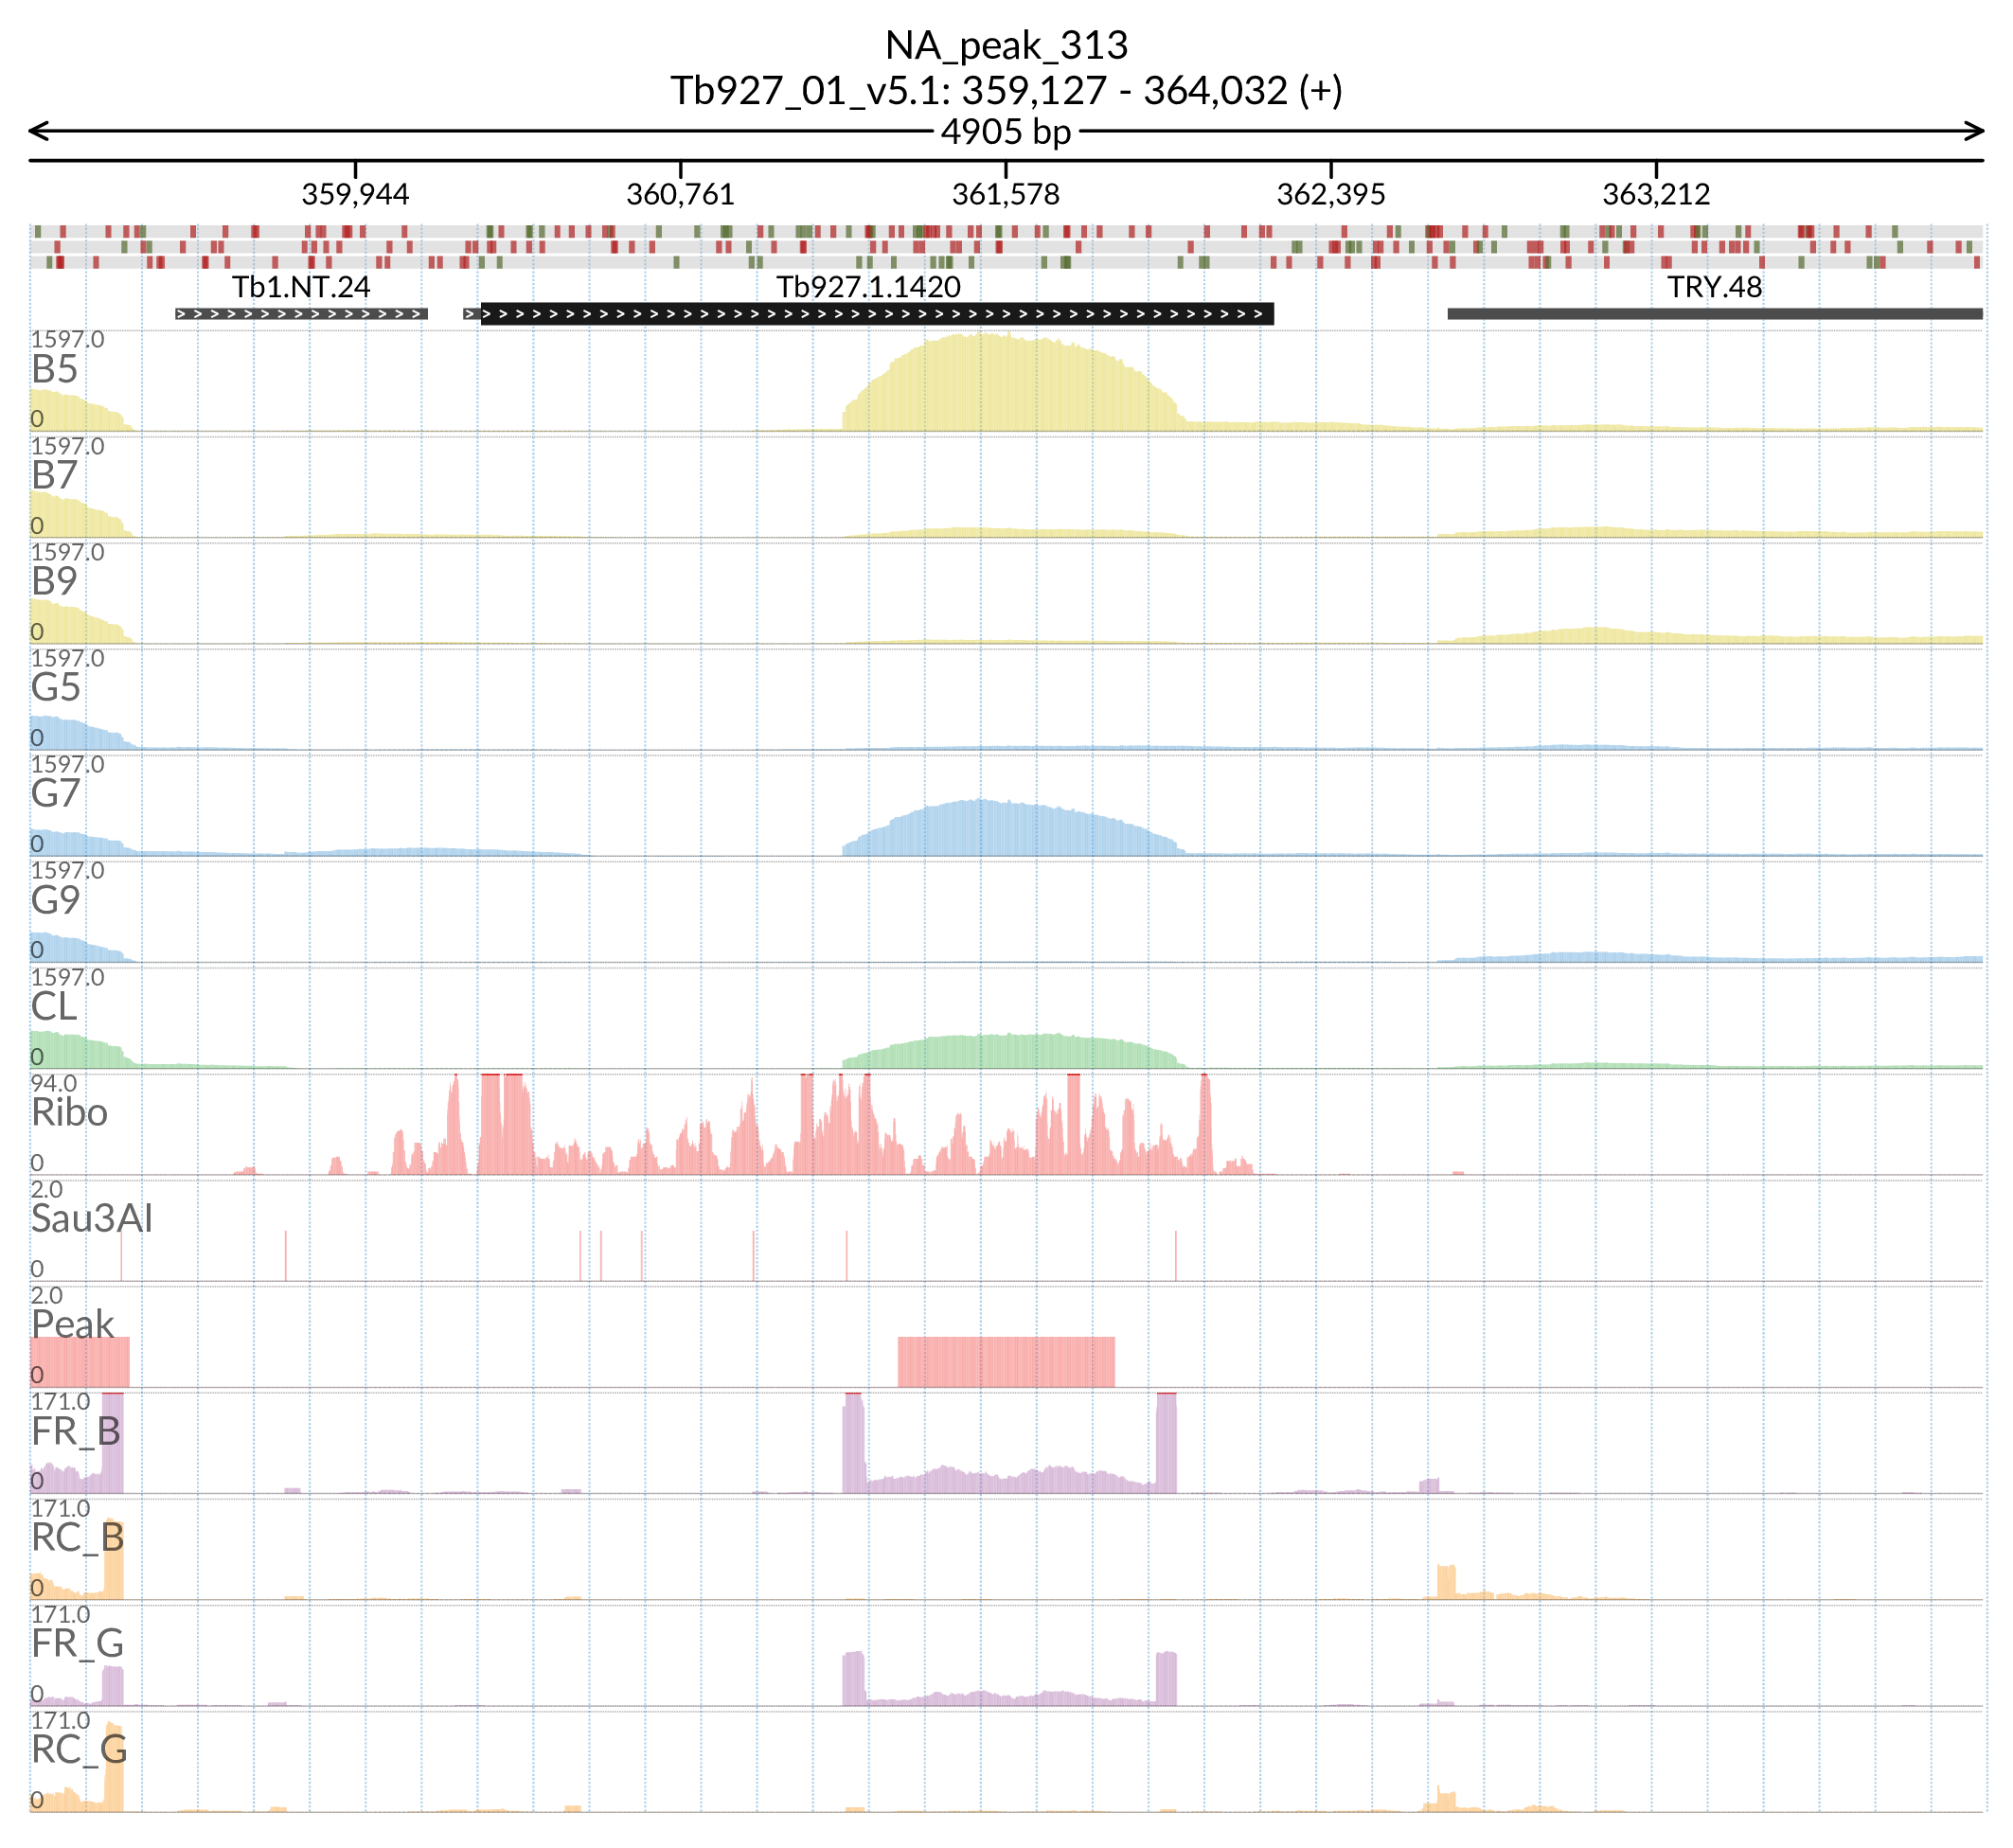 NA_peak_313
Tb927_01_v5.1: 359,127 - 364,032 (+)
4905 bp
359,944 360,761 361,578 362,395 363,212
Tb1.NT.24 Tb927.1.1420 TRY.48
1597.0
B5
0
1597.0
B7
0
1597.0
B9
0
1597.0
G5
0
1597.0
G7
0
1597.0
G9
0
1597.0
CL
0
94.0
Ribo
0
2.0
Sau3AI
0
2.0
Peak
0
171.0
FR_B
0
171.0
RC_B
0
171.0
FR_G
0
171.0
RC_G
0